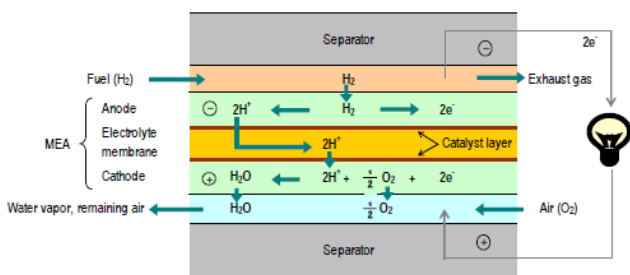 Separator
⊖
2e⁻
Fuel (H₂)
H₂
Exhaust gas
Anode
⊖ 2H⁺
H₂
2e⁻
MEA
Electrolyte
membrane
2H⁺
Catalyst layer
Cathode
⊕ H₂O
2H⁺ + ½ O₂ + 2e⁻
Water vapor, remaining air
H₂O
½ O₂
Air (O₂)
Separator
⊕